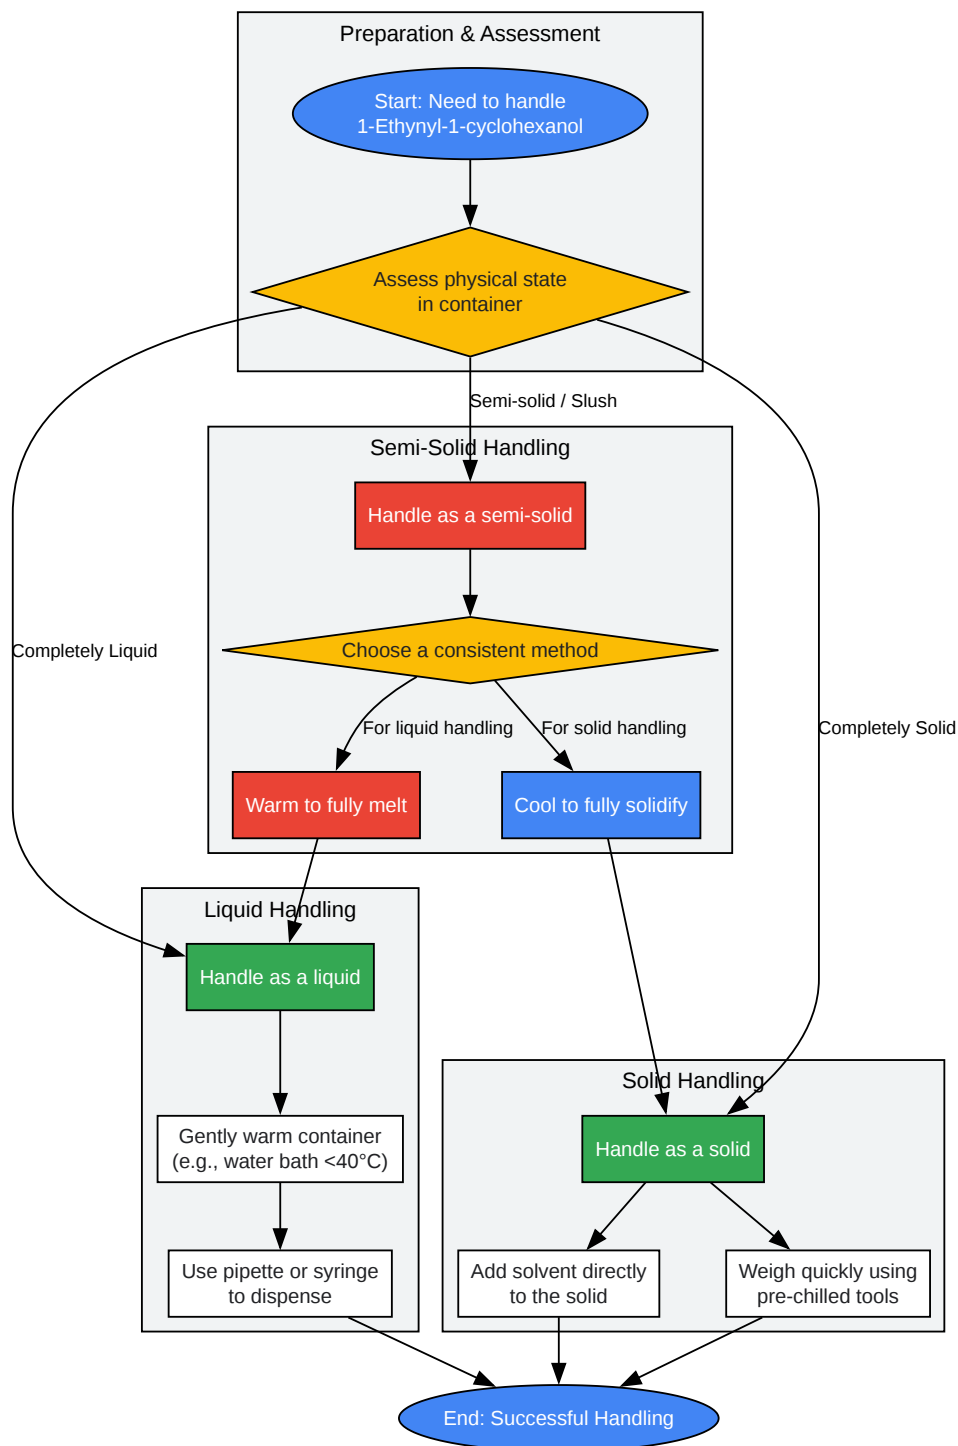 Preparation & Assessment
Start: Need to handle
1-Ethynyl-1-cyclohexanol
Assess physical state
in container
Semi-solid / Slush
Semi-Solid Handling
Handle as a semi-solid
Completely Liquid
Choose a consistent method
For liquid handling
For solid handling
Completely Solid
Warm to fully melt
Cool to fully solidify
Liquid Handling
Handle as a liquid
Gently warm container
(e.g., water bath <40°C)
Use pipette or syringe
to dispense
Solid Handling
Handle as a solid
Add solvent directly
to the solid
Weigh quickly using
pre-chilled tools
End: Successful Handling